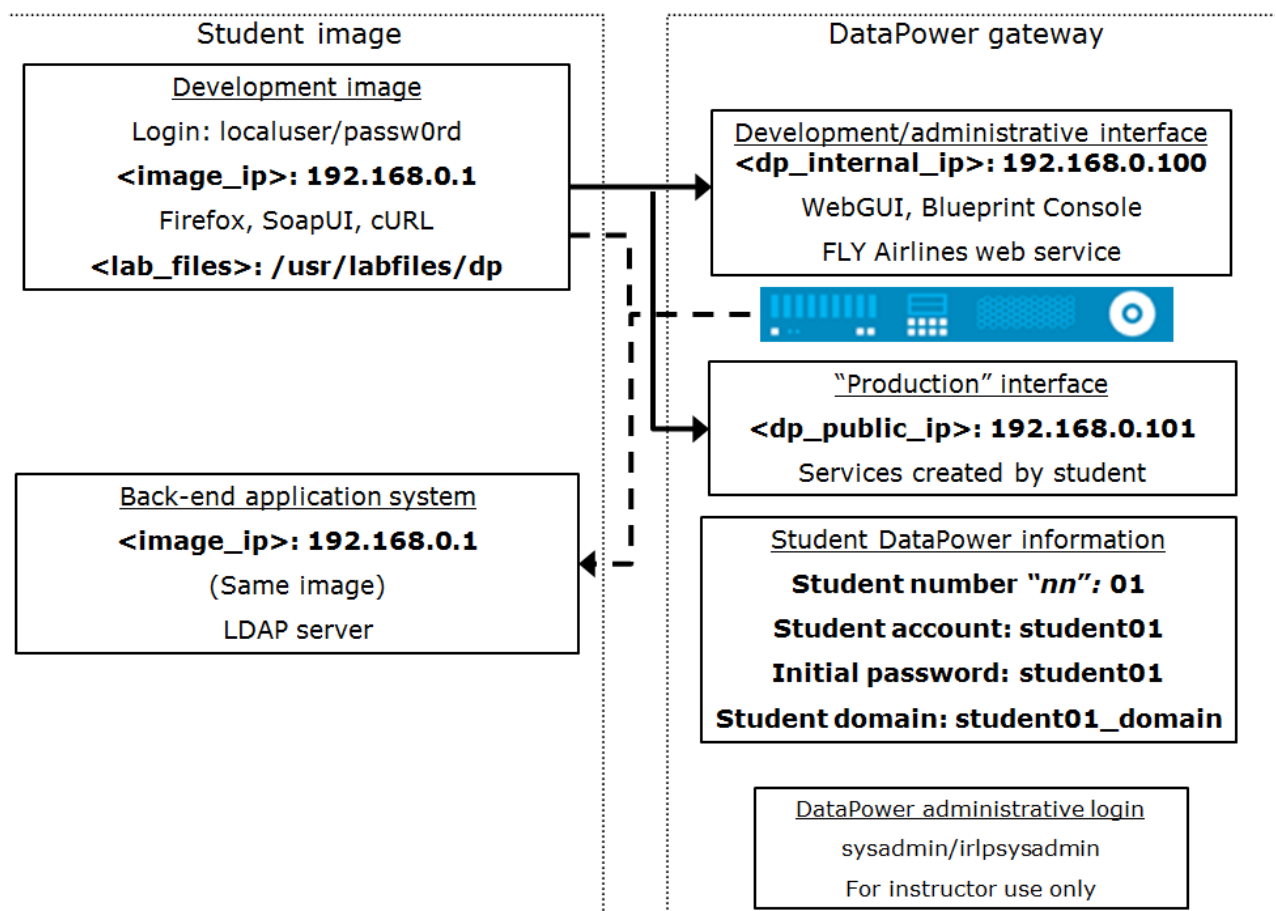 Student image
Development image
Login: localuser/passw0rd
<image_ip>: 192.168.0.1
Firefox, SoapUI, cURL
<lab_files>: /usr/labfiles/dp
Back-end application system
<image_ip>: 192.168.0.1
(Same image)
LDAP server
DataPower gateway
Development/administrative interface
<dp_internal_ip>: 192.168.0.100
WebGUI, Blueprint Console
FLY Airlines web service
“Production” interface
<dp_public_ip>: 192.168.0.101
Services created by student
Student DataPower information
Student number “nn”: 01
Student account: student01
Initial password: student01
Student domain: student01_domain
DataPower administrative login
sysadmin/irlpsysadmin
For instructor use only